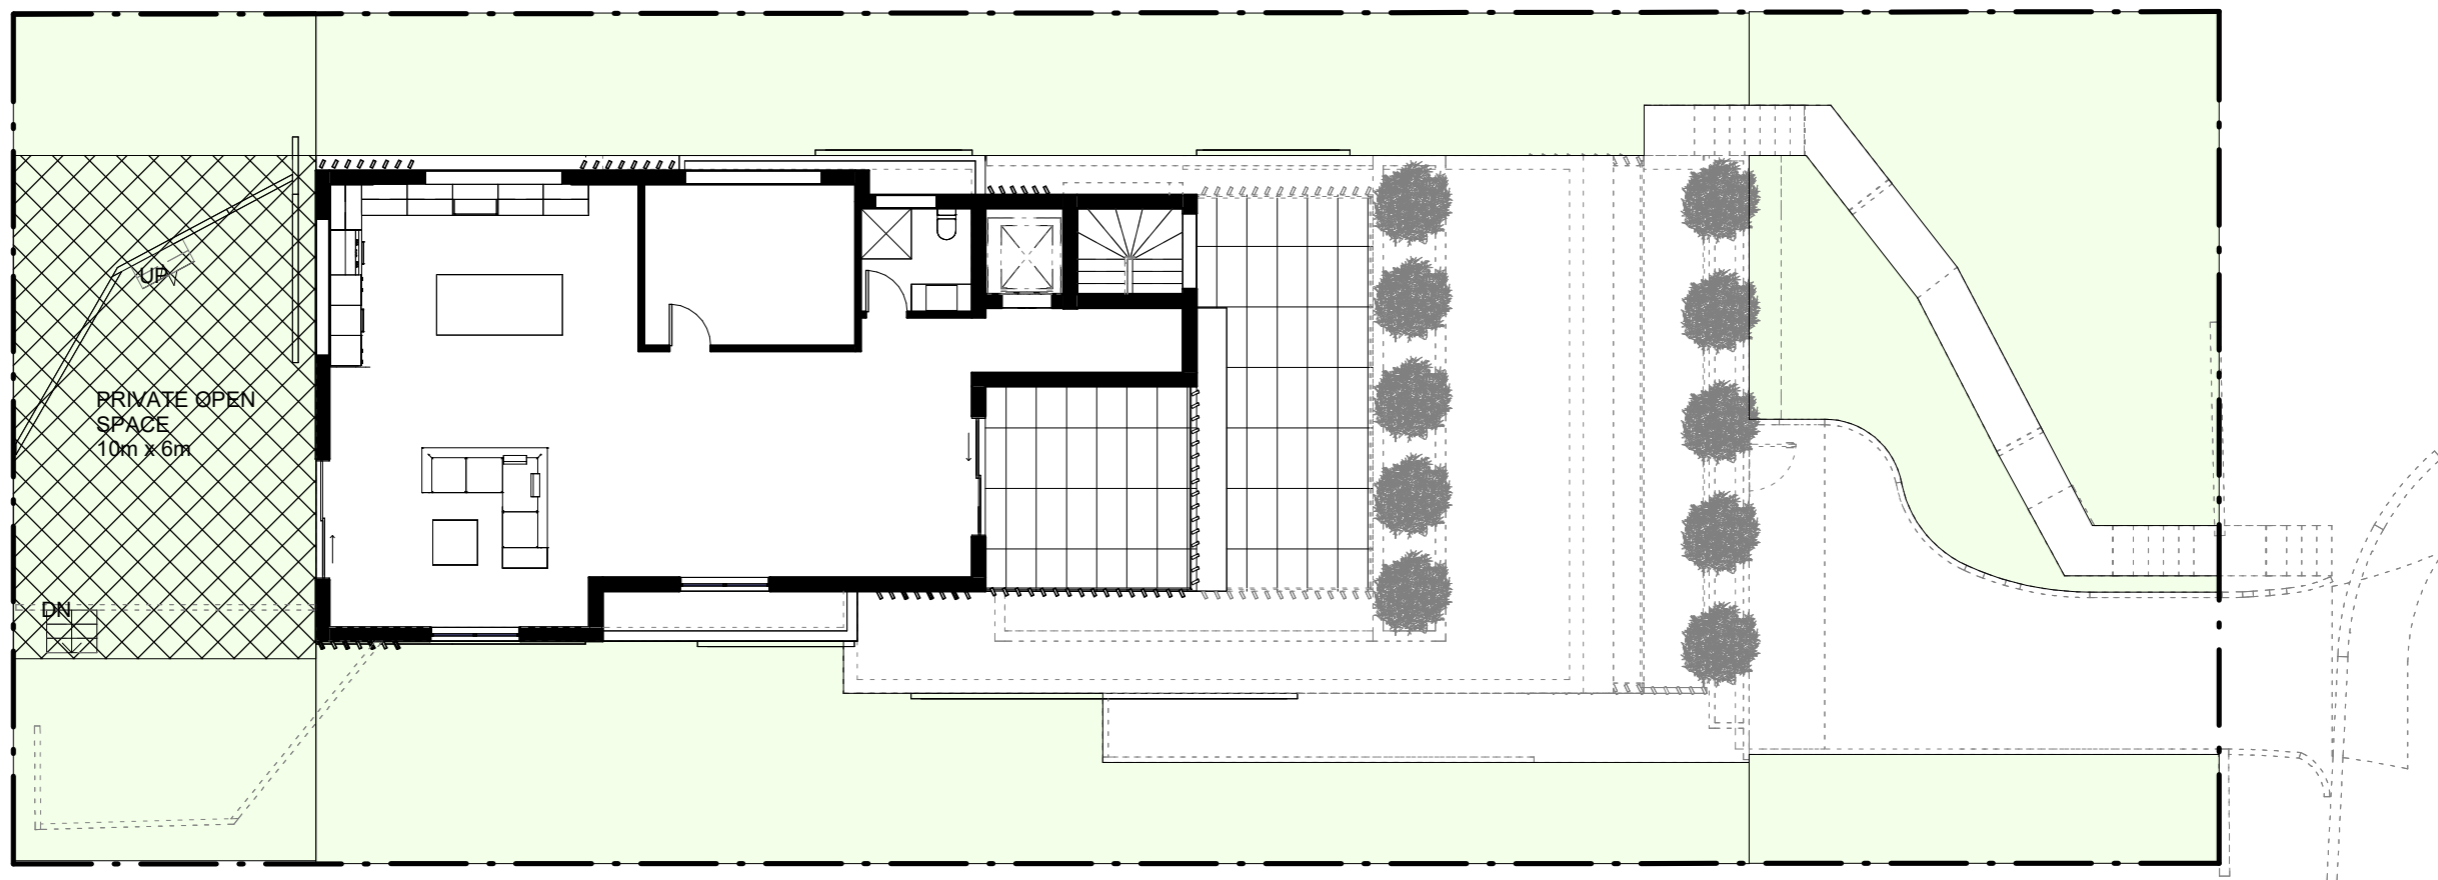 UP
PRIVATE OPEN
SPACE
10m x 6m
DN